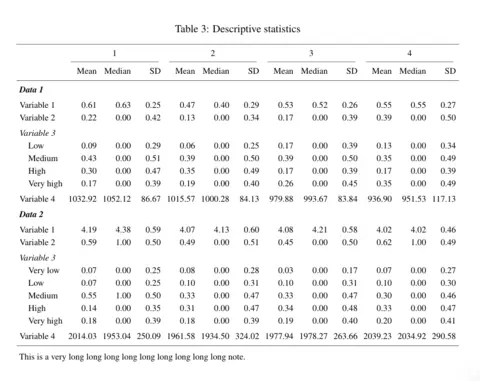 Table 3: Descriptive statistics
1 2 3 4
Mean Median SD Mean Median SD Mean Median SD Mean Median SD
Data 1
Variable 1 0.61 0.63 0.25 0.47 0.40 0.29 0.53 0.52 0.26 0.55 0.55 0.27
Variable 2 0.22 0.00 0.42 0.13 0.00 0.34 0.17 0.00 0.39 0.39 0.00 0.50
Variable 3
Low 0.09 0.00 0.29 0.06 0.00 0.25 0.17 0.00 0.39 0.13 0.00 0.34
Medium 0.43 0.00 0.51 0.39 0.00 0.50 0.39 0.00 0.50 0.35 0.00 0.49
High 0.30 0.00 0.47 0.35 0.00 0.49 0.17 0.00 0.39 0.17 0.00 0.39
Very high 0.17 0.00 0.39 0.19 0.00 0.40 0.26 0.00 0.45 0.35 0.00 0.49
Variable 4 1032.92 1052.12 86.67 1015.57 1000.28 84.13 979.88 993.67 83.84 936.90 951.53 117.13
Data 2
Variable 1 4.19 4.38 0.59 4.07 4.13 0.60 4.08 4.21 0.58 4.02 4.02 0.46
Variable 2 0.59 1.00 0.50 0.49 0.00 0.51 0.45 0.00 0.50 0.62 1.00 0.49
Variable 3
Very low 0.07 0.00 0.25 0.08 0.00 0.28 0.03 0.00 0.17 0.07 0.00 0.27
Low 0.07 0.00 0.25 0.10 0.00 0.31 0.10 0.00 0.31 0.10 0.00 0.30
Medium 0.55 1.00 0.50 0.33 0.00 0.47 0.33 0.00 0.47 0.30 0.00 0.46
High 0.14 0.00 0.35 0.31 0.00 0.47 0.34 0.00 0.48 0.33 0.00 0.47
Very high 0.18 0.00 0.39 0.18 0.00 0.39 0.19 0.00 0.40 0.20 0.00 0.41
Variable 4 2014.03 1953.04 250.09 1961.58 1934.50 324.02 1977.94 1978.27 263.66 2039.23 2034.92 290.58
This is a very long long long long long long long long long long note.